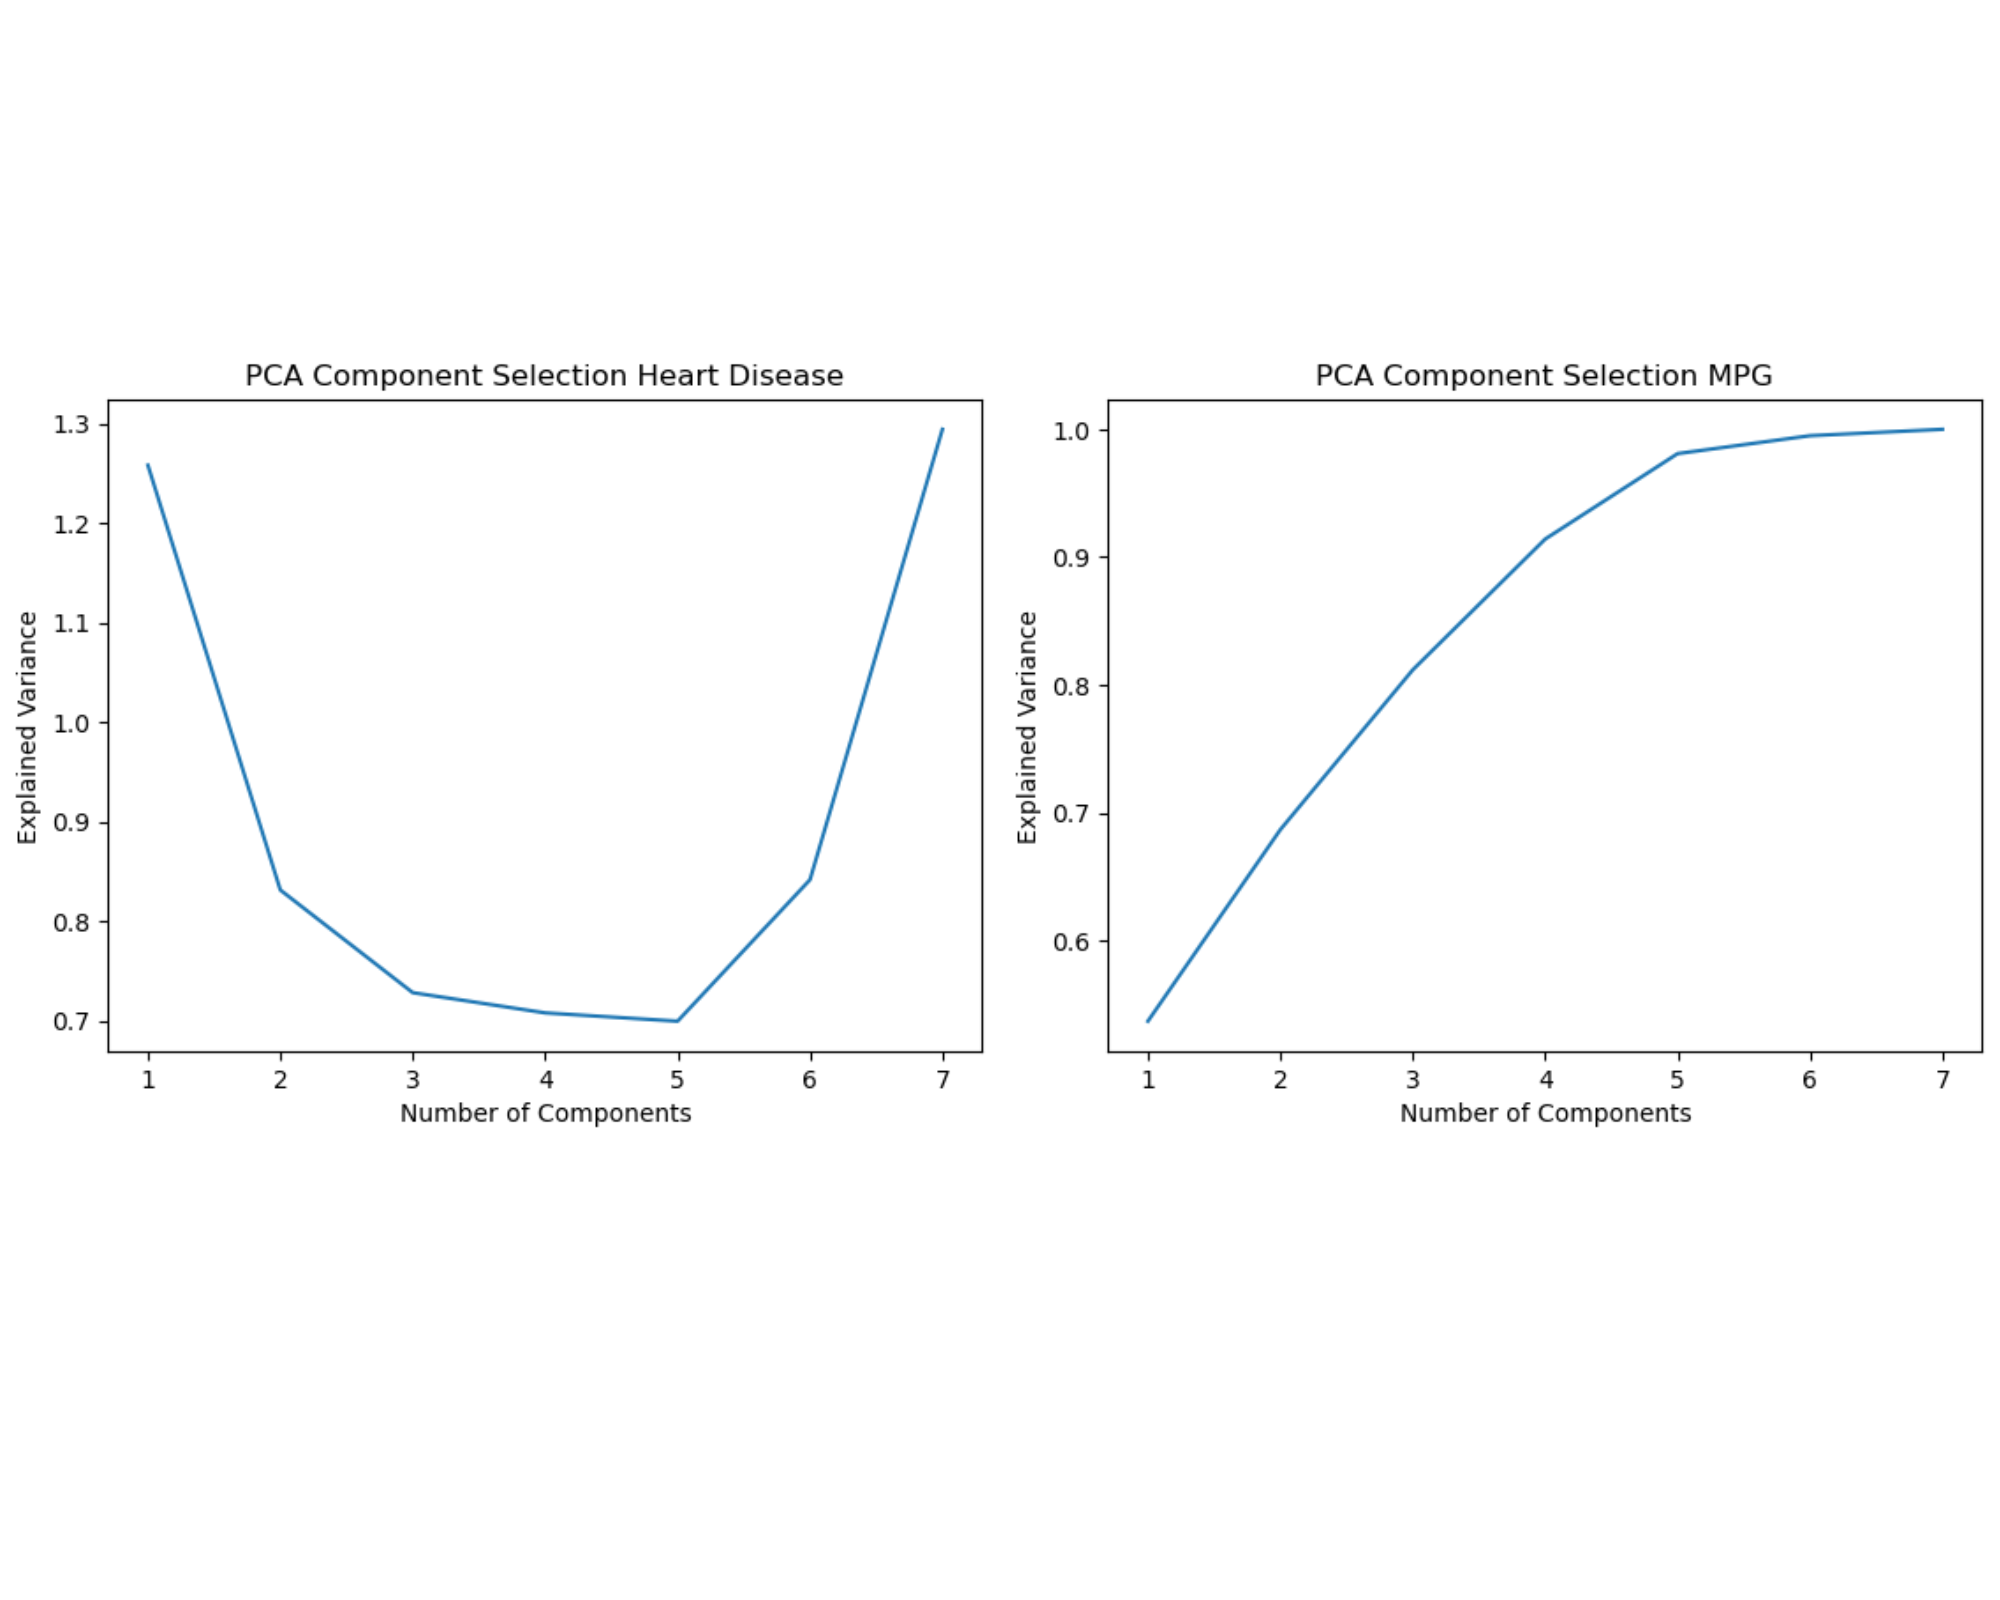 PCA Component Selection Heart Disease
1.3
1.2
1.1
1.0
0.9
0.8
0.7
Explained Variance
1 2 3 4 5 6 7
Number of Components
PCA Component Selection MPG
1.0
0.9
0.8
0.7
0.6
Explained Variance
1 2 3 4 5 6 7
Number of Components